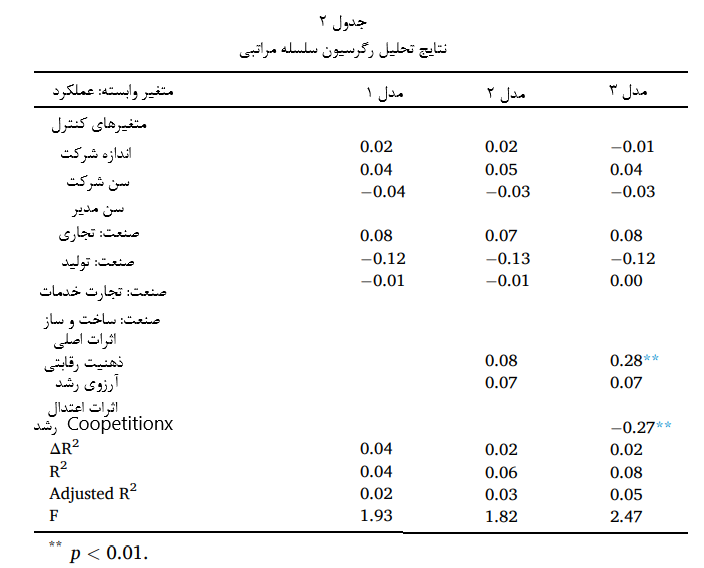 جدول ۲
نتایج تحلیل رگرسیون سلسله مراتبی
متغیر وابسته: عملکرد مدل ۱ مدل ۲ مدل ۳
متغیرهای کنترل
اندازه شرکت 0.02 0.02 −0.01
سن شرکت 0.04 0.05 0.04
سن مدیر −0.04 −0.03 −0.03
صنعت: تجاری 0.08 0.07 0.08
صنعت: تولید −0.12 −0.13 −0.12
صنعت: تجارت خدمات −0.01 −0.01 0.00
صنعت: ساخت و ساز
اثرات اصلی
ذهنیت رقابتی 0.08 0.28**
آرزوی رشد 0.07 0.07
اثرات اعتدال
رشد Coopetitionx −0.27**
ΔR² 0.04 0.02 0.02
R² 0.04 0.06 0.08
Adjusted R² 0.02 0.03 0.05
F 1.93 1.82 2.47
** p < 0.01.